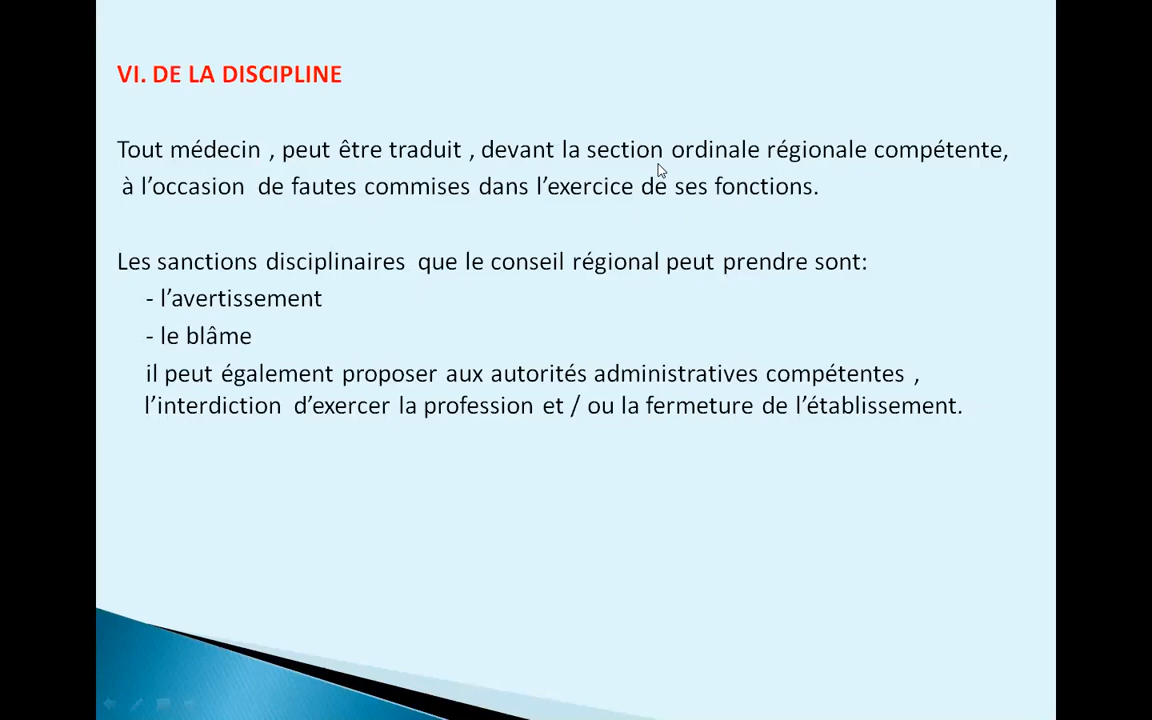 VI. DE LA DISCIPLINE
Tout médecin , peut être traduit , devant la section ordinale régionale compétente,
à l’occasion de fautes commises dans l’exercice de ses fonctions.
Les sanctions disciplinaires que le conseil régional peut prendre sont:
- l’avertissement
- le blâme
il peut également proposer aux autorités administratives compétentes ,
l’interdiction d’exercer la profession et / ou la fermeture de l’établissement.